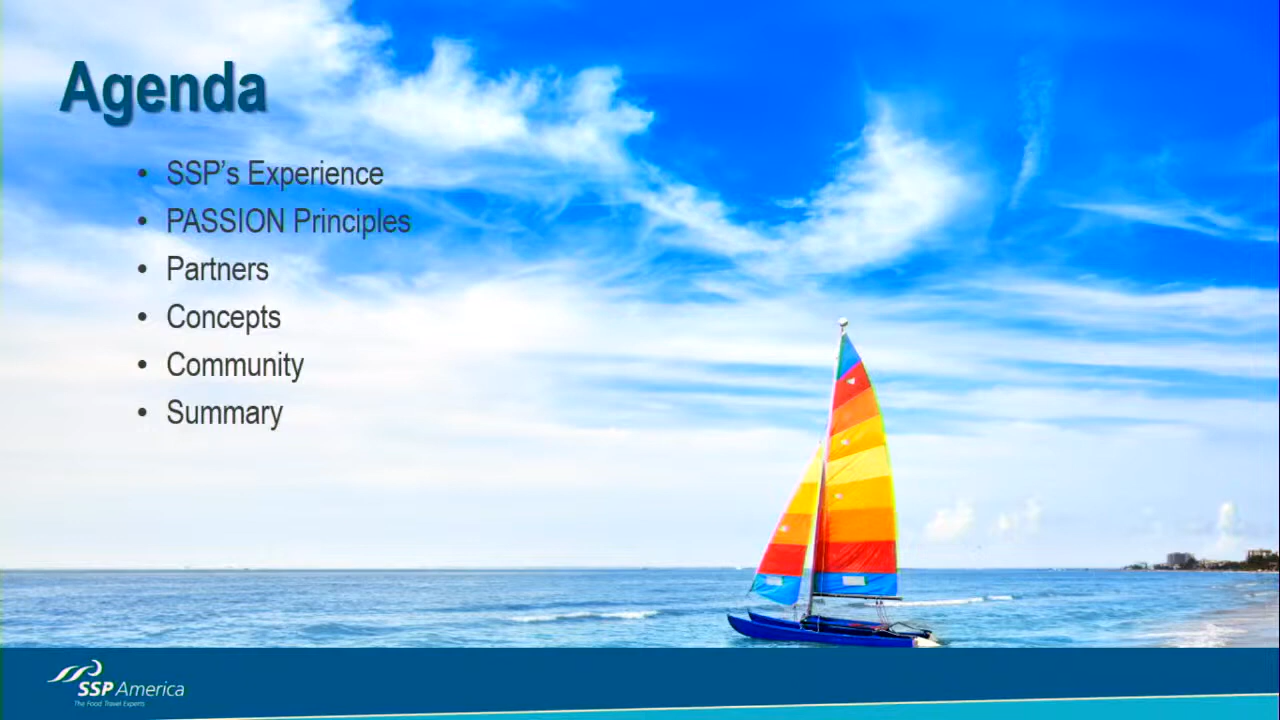 Agenda
• SSP’s Experience
• PASSION Principles
• Partners
• Concepts
• Community
• Summary
SSP America
The Food Travel Experts